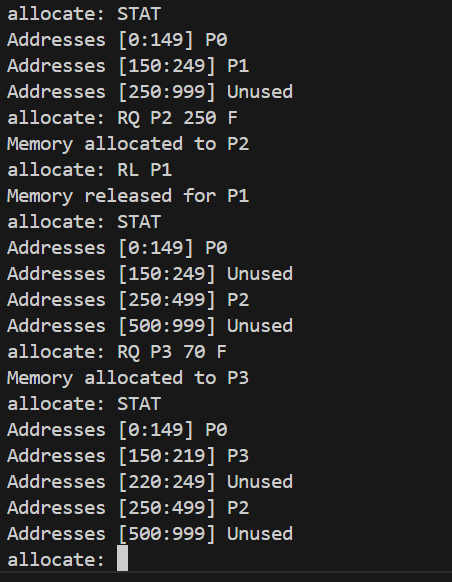 allocate: STAT
Addresses [0:149] P0
Addresses [150:249] P1
Addresses [250:999] Unused
allocate: RQ P2 250 F
Memory allocated to P2
allocate: RL P1
Memory released for P1
allocate: STAT
Addresses [0:149] P0
Addresses [150:249] Unused
Addresses [250:499] P2
Addresses [500:999] Unused
allocate: RQ P3 70 F
Memory allocated to P3
allocate: STAT
Addresses [0:149] P0
Addresses [150:219] P3
Addresses [220:249] Unused
Addresses [250:499] P2
Addresses [500:999] Unused
allocate: